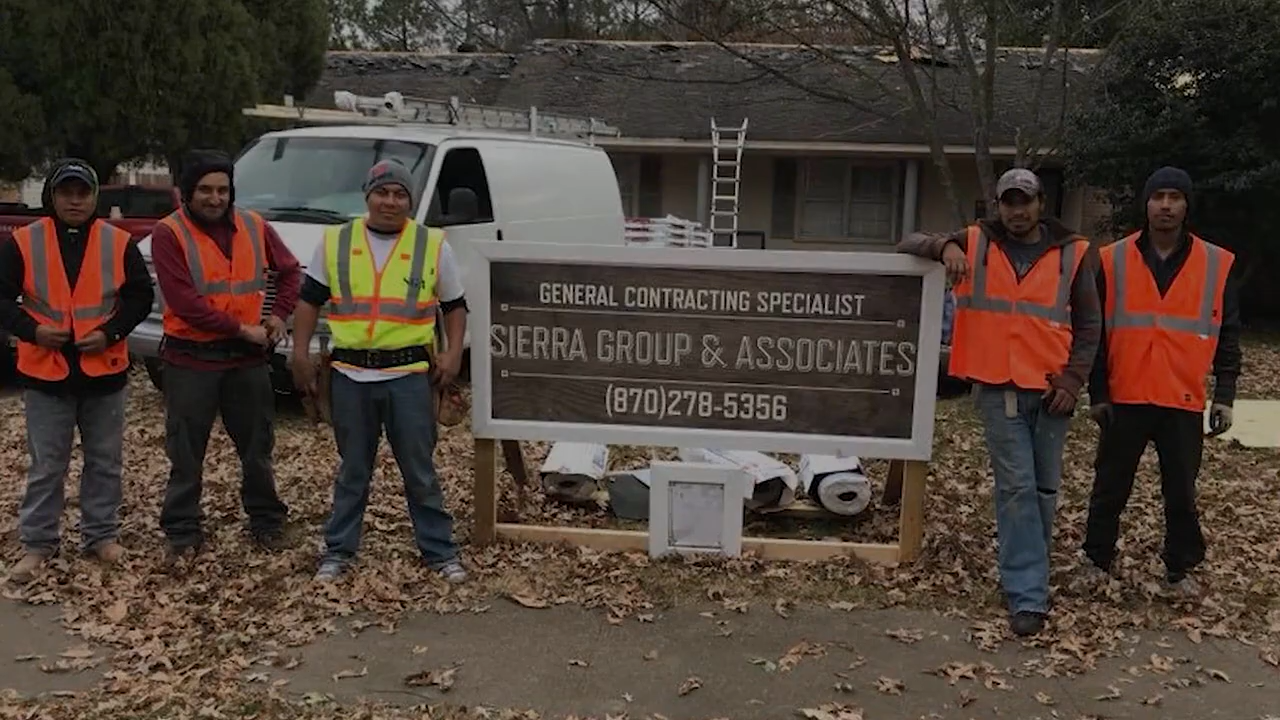 GENERAL CONTRACTING SPECIALIST
SIERRA GROUP & ASSOCIATES
(870)278-5356